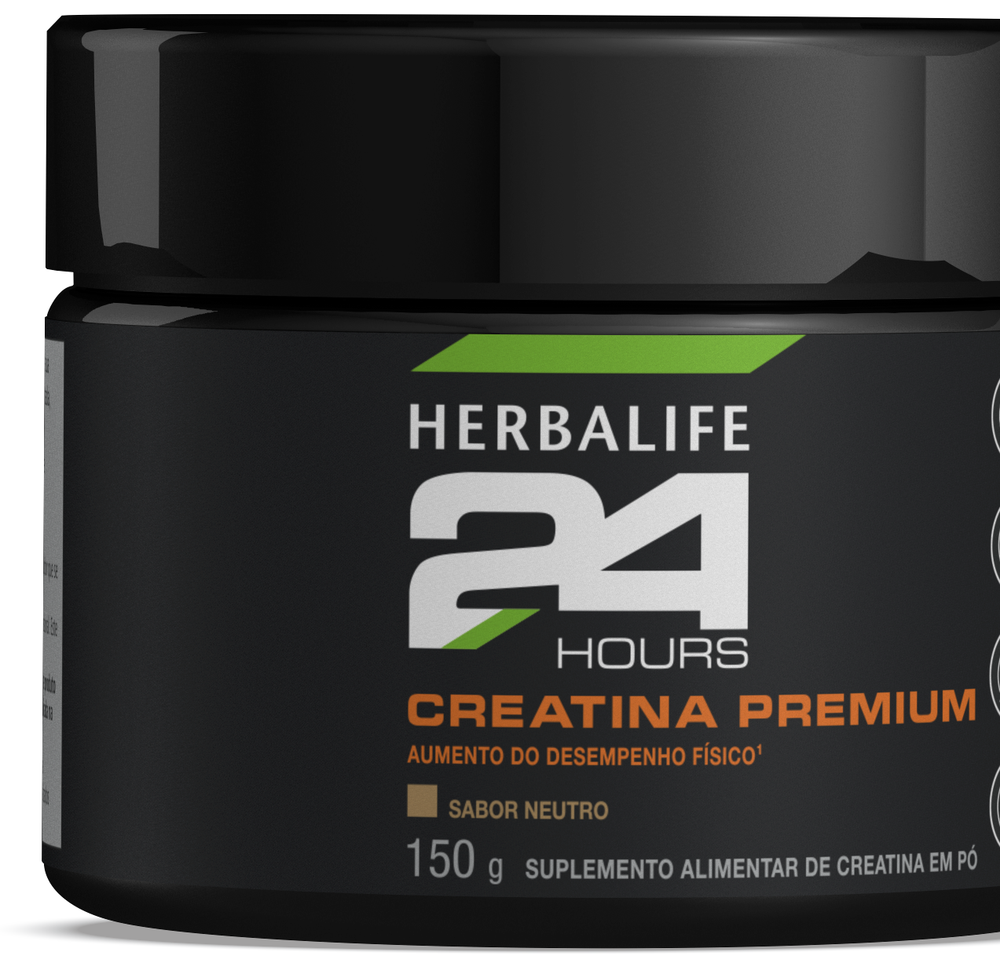 HERBALIFE
24
HOURS
CREATINA PREMIUM
AUMENTO DO DESEMPENHO FÍSICO¹
SABOR NEUTRO
150 g SUPLEMENTO ALIMENTAR DE CREATINA EM PÓ